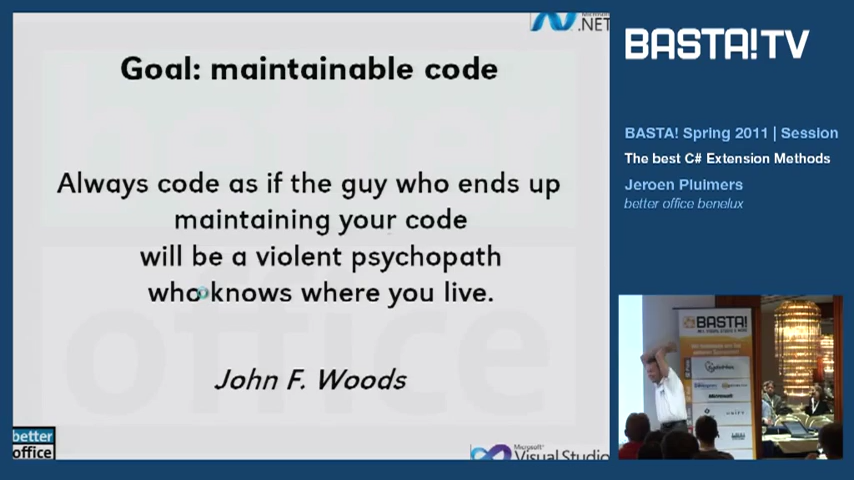 .NET
Goal: maintainable code
Always code as if the guy who ends up
maintaining your code
will be a violent psychopath
who knows where you live.
John F. Woods
better
office
Microsoft®
Visual Studio
BASTA!TV
BASTA! Spring 2011 | Session
The best C# Extension Methods
Jeroen Pluimers
better office benelux
BASTA!
Microsoft